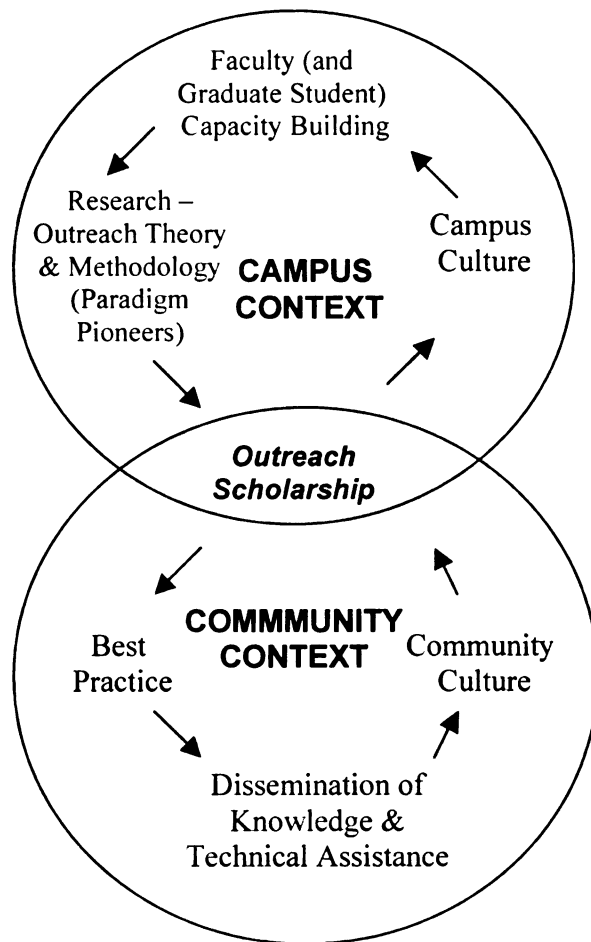 Faculty (and
Graduate Student)
Capacity Building
Research –
Outreach Theory
& Methodology
(Paradigm
Pioneers)
CAMPUS
CONTEXT
Campus
Culture
Outreach
Scholarship
Best
Practice
COMMMUNITY
CONTEXT
Community
Culture
Dissemination of
Knowledge &
Technical Assistance